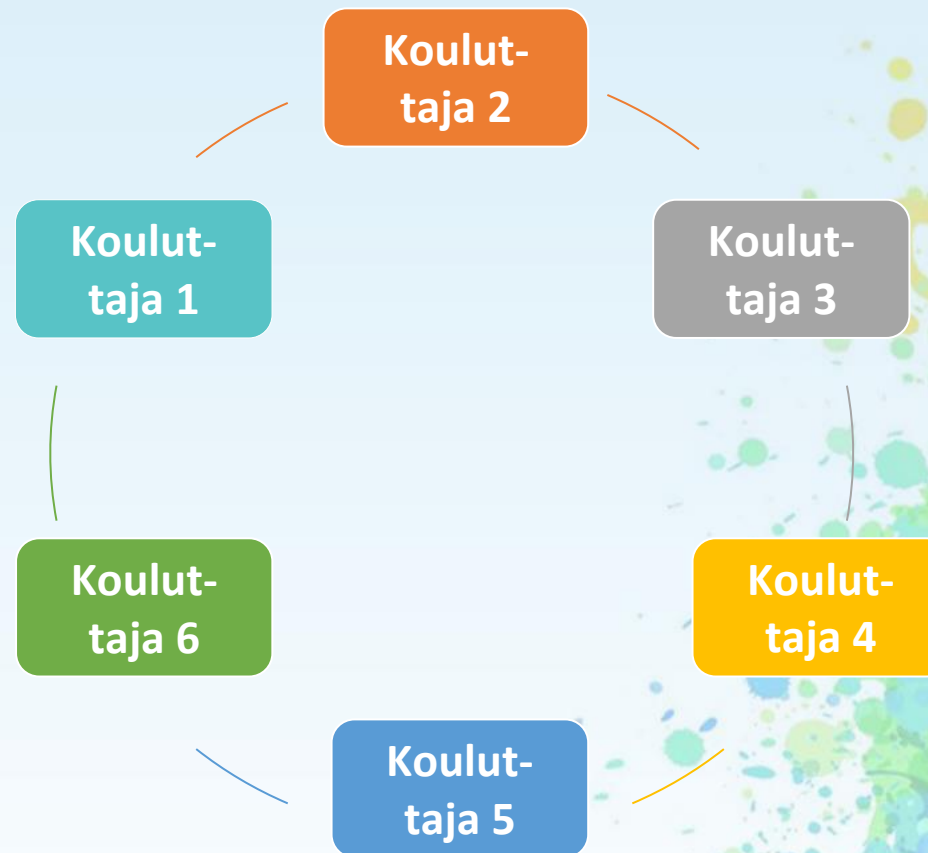 Koulut-
taja 2
Koulut-
taja 1
Koulut-
taja 3
Koulut-
taja 6
Koulut-
taja 4
Koulut-
taja 5